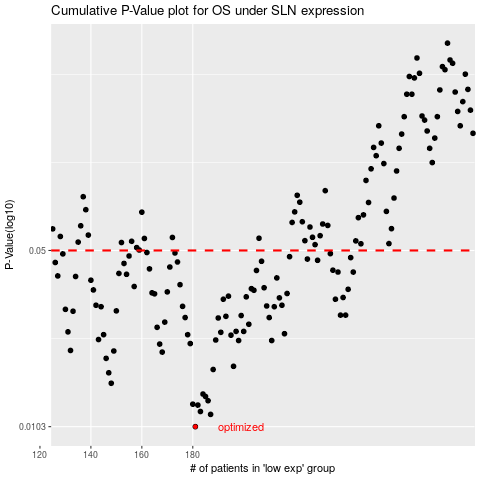 Cumulative P-Value plot for OS under SLN expression
P-Value(log10)
0.05
0.0103
optimized
120 140 160 180
# of patients in 'low exp' group